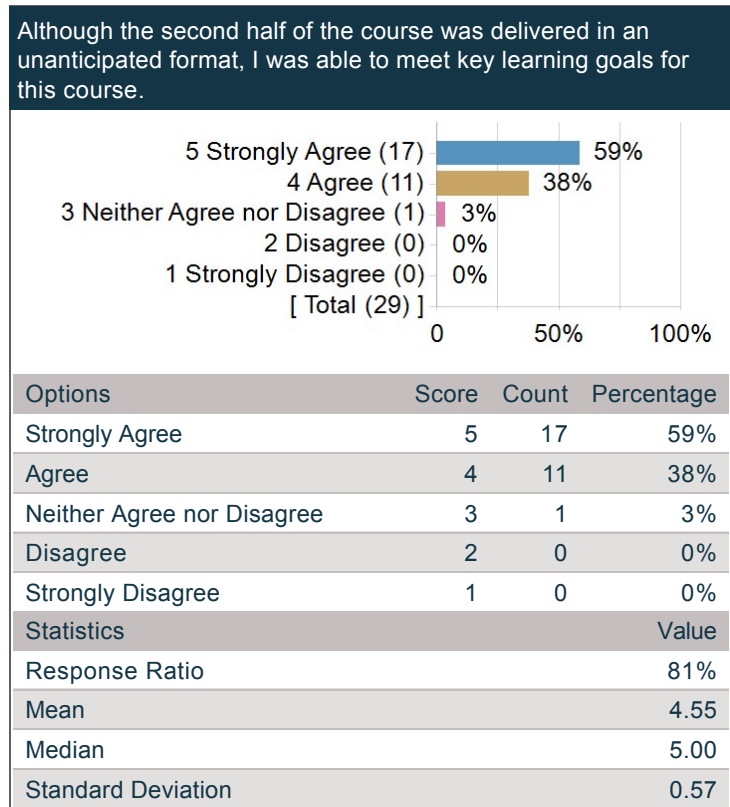 Although the second half of the course was delivered in an
unanticipated format, I was able to meet key learning goals for
this course.
5 Strongly Agree (17) 59%
4 Agree (11) 38%
3 Neither Agree nor Disagree (1) 3%
2 Disagree (0) 0%
1 Strongly Disagree (0) 0%
[ Total (29) ]
0 50% 100%
Options Score Count Percentage
Strongly Agree 5 17 59%
Agree 4 11 38%
Neither Agree nor Disagree 3 1 3%
Disagree 2 0 0%
Strongly Disagree 1 0 0%
Statistics Value
Response Ratio 81%
Mean 4.55
Median 5.00
Standard Deviation 0.57